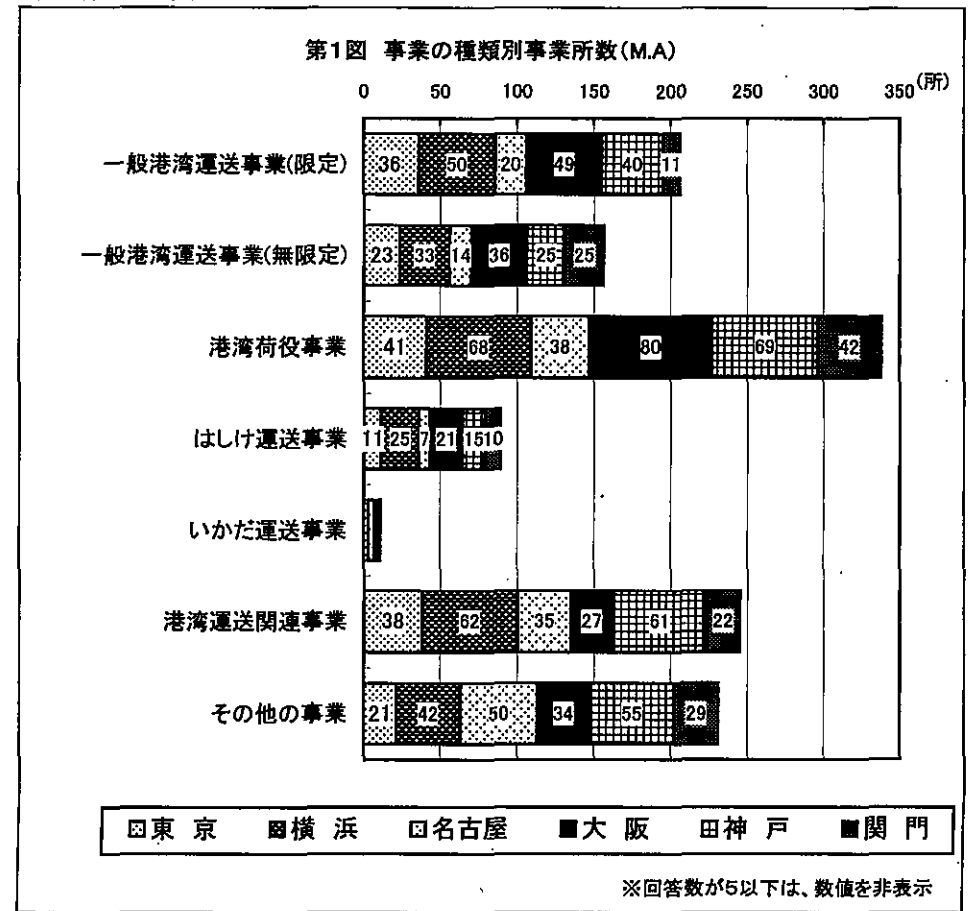 第1図 事業の種類別事業所数(M.A)
0 50 100 150 200 250 300 350 (所)
一般港湾運送事業(限定) 36 50 20 49 40 11
一般港湾運送事業(無限定) 23 33 14 36 25 25
港湾荷役事業 41 68 38 80 69 42
はしけ運送事業 11 25 7 21 15 10
いかだ運送事業
港湾運送関連事業 38 62 35 27 61 22
その他の事業 21 42 50 34 55 29
東 京 横 浜 名古屋 大 阪 神 戸 関 門
※回答数が5以下は、数値を非表示